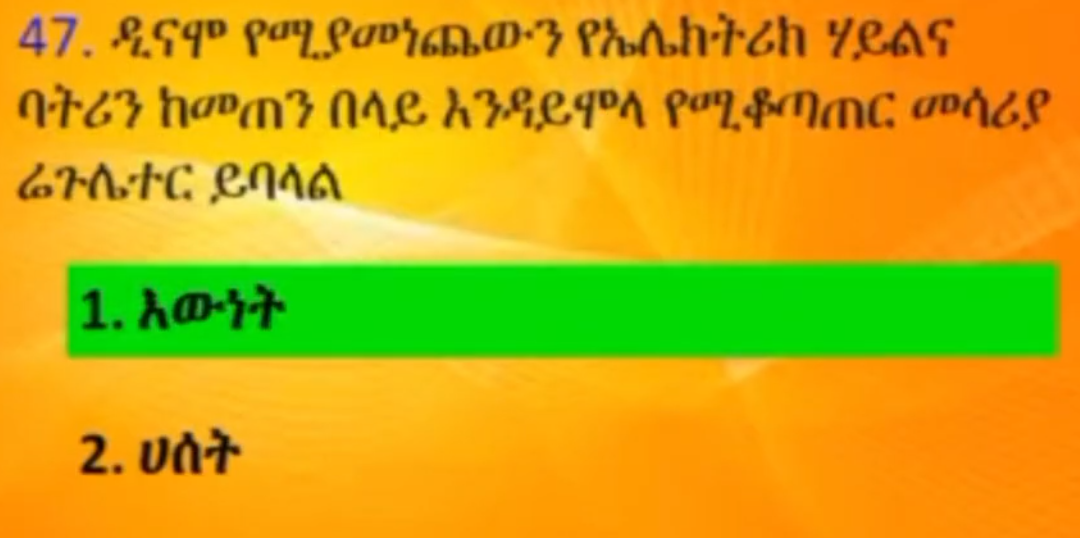 47. ዲናሞ የሚያመነጨውን የኤሌክትሪክ ሃይልና
ባትሪን ከመጠን በላይ እንዳይሞላ የሚቆጣጠር መሳሪያ
ሬጉሌተር ይባላል
1. እውነት
2. ሀሰት